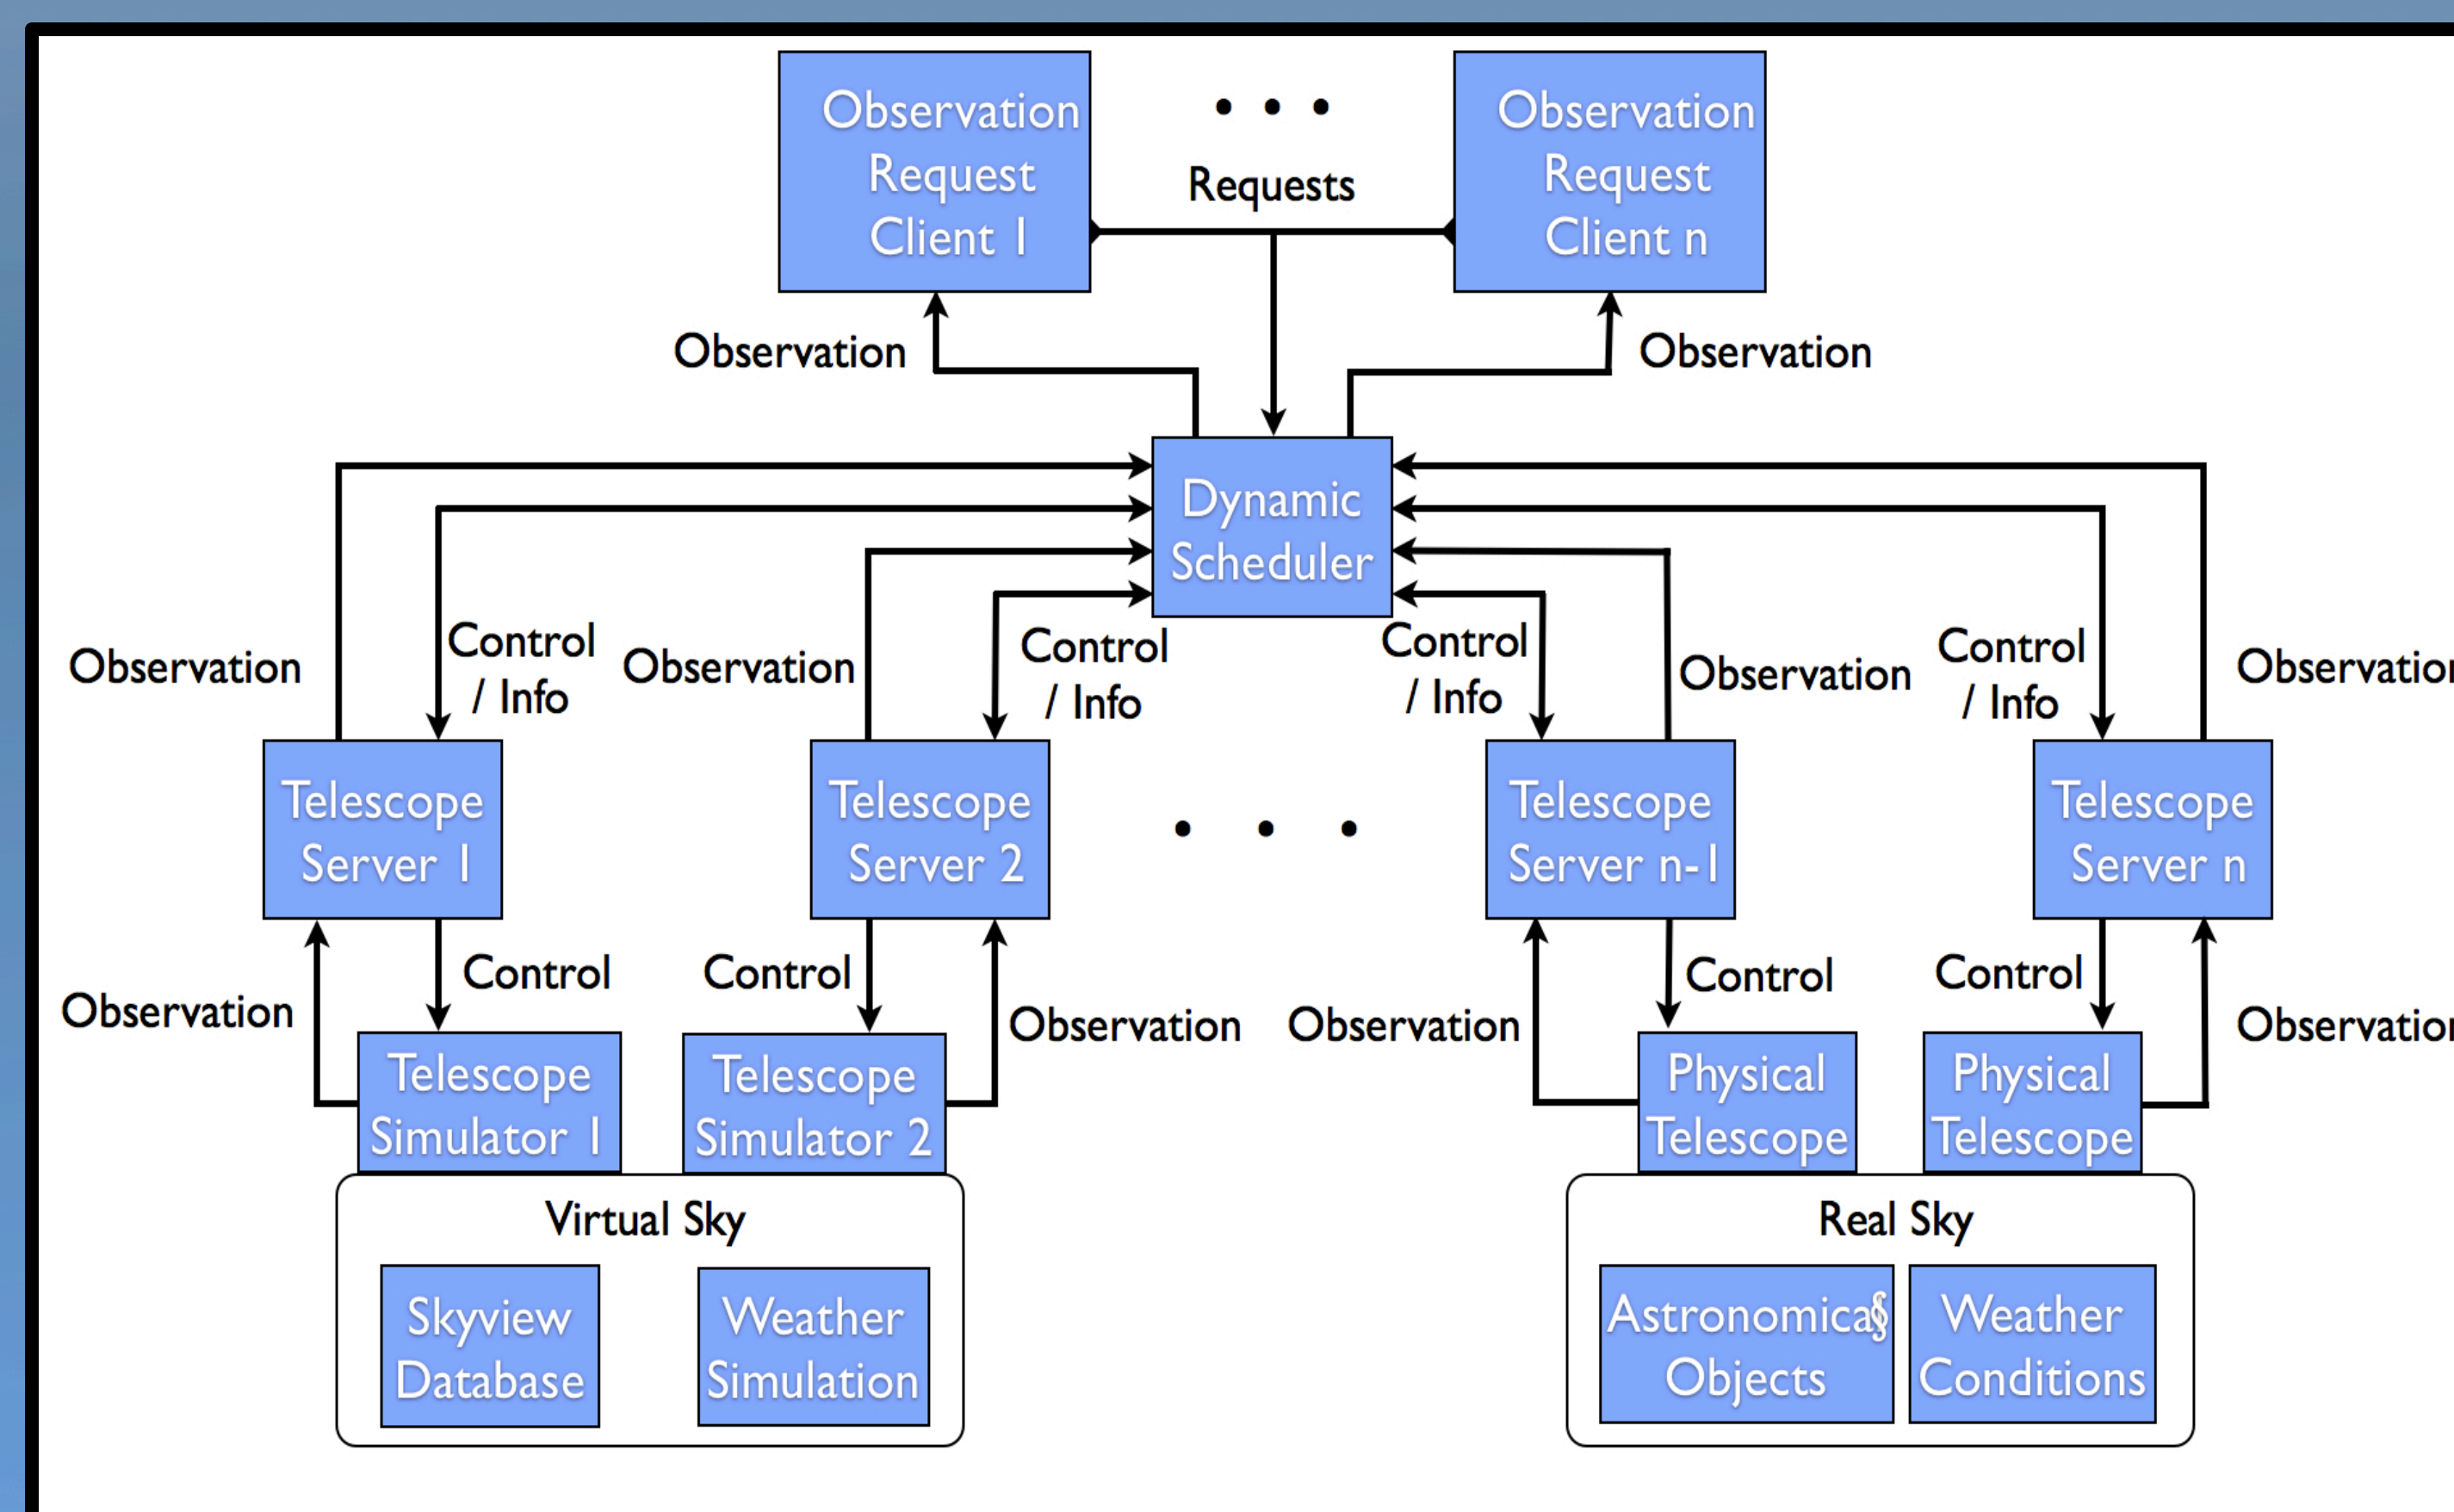 Observation
Request
Client 1
• • •
Requests
Observation
Request
Client n
Observation
Observation
Dynamic
Scheduler
Observation
Control
/ Info
Observation
Control
/ Info
Control
/ Info
Observation
Control
/ Info
Observation
Telescope
Server 1
Telescope
Server 2
• • •
Telescope
Server n-1
Telescope
Server n
Observation
Control
Control
Observation
Observation
Control
Control
Observation
Telescope
Simulator 1
Telescope
Simulator 2
Physical
Telescope
Physical
Telescope
Virtual Sky
Skyview
Database
Weather
Simulation
Real Sky
Astronomical§
Objects
Weather
Conditions